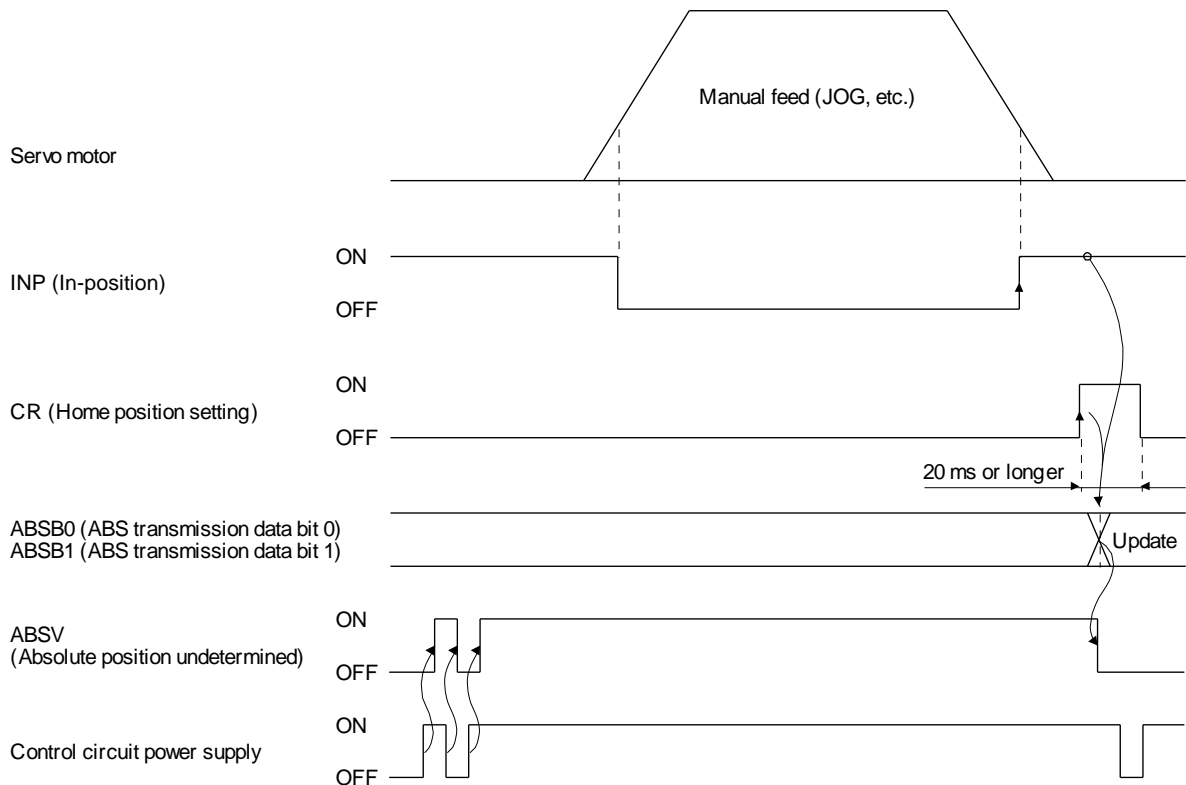 Manual feed (JOG, etc.)
Servo motor
ON
INP (In-position)
OFF
ON
CR (Home position setting)
OFF
20 ms or longer
ABSB0 (ABS transmission data bit 0)
ABSB1 (ABS transmission data bit 1)
Update
ON
ABSV
(Absolute position undetermined)
OFF
ON
Control circuit power supply
OFF